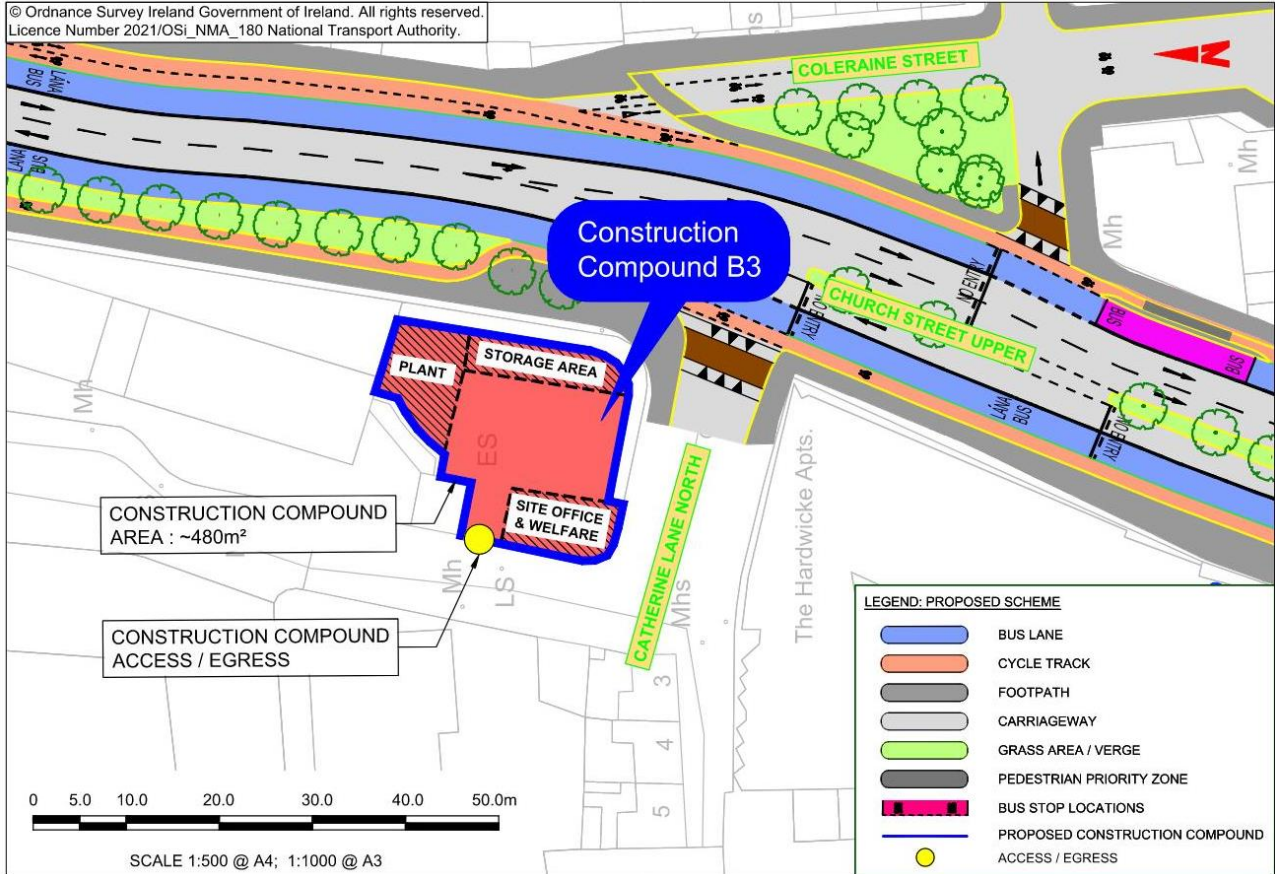 © Ordnance Survey Ireland Government of Ireland. All rights reserved.
Licence Number 2021/OSi_NMA_180 National Transport Authority.
COLERAINE STREET
N
LÁNA
BUS
LANA
BUS
Mh
Mh
Construction
Compound B3
NO ENTRY
NO ENTRY
CHURCH STREET UPPER
BUS
BUS
LÁNA
BUS
NO ENTRY
PLANT
STORAGE AREA
Mh
ES
SITE OFFICE
& WELFARE
CONSTRUCTION COMPOUND
AREA : ~480m²
Mh
LS
Mhs
CATHERINE LANE NORTH
The Hardwicke Apts.
CONSTRUCTION COMPOUND
ACCESS / EGRESS
3
4
5
0 5.0 10.0 20.0 30.0 40.0 50.0m
SCALE 1:500 @ A4; 1:1000 @ A3
LEGEND: PROPOSED SCHEME
BUS LANE
CYCLE TRACK
FOOTPATH
CARRIAGEWAY
GRASS AREA / VERGE
PEDESTRIAN PRIORITY ZONE
BUS STOP LOCATIONS
PROPOSED CONSTRUCTION COMPOUND
ACCESS / EGRESS